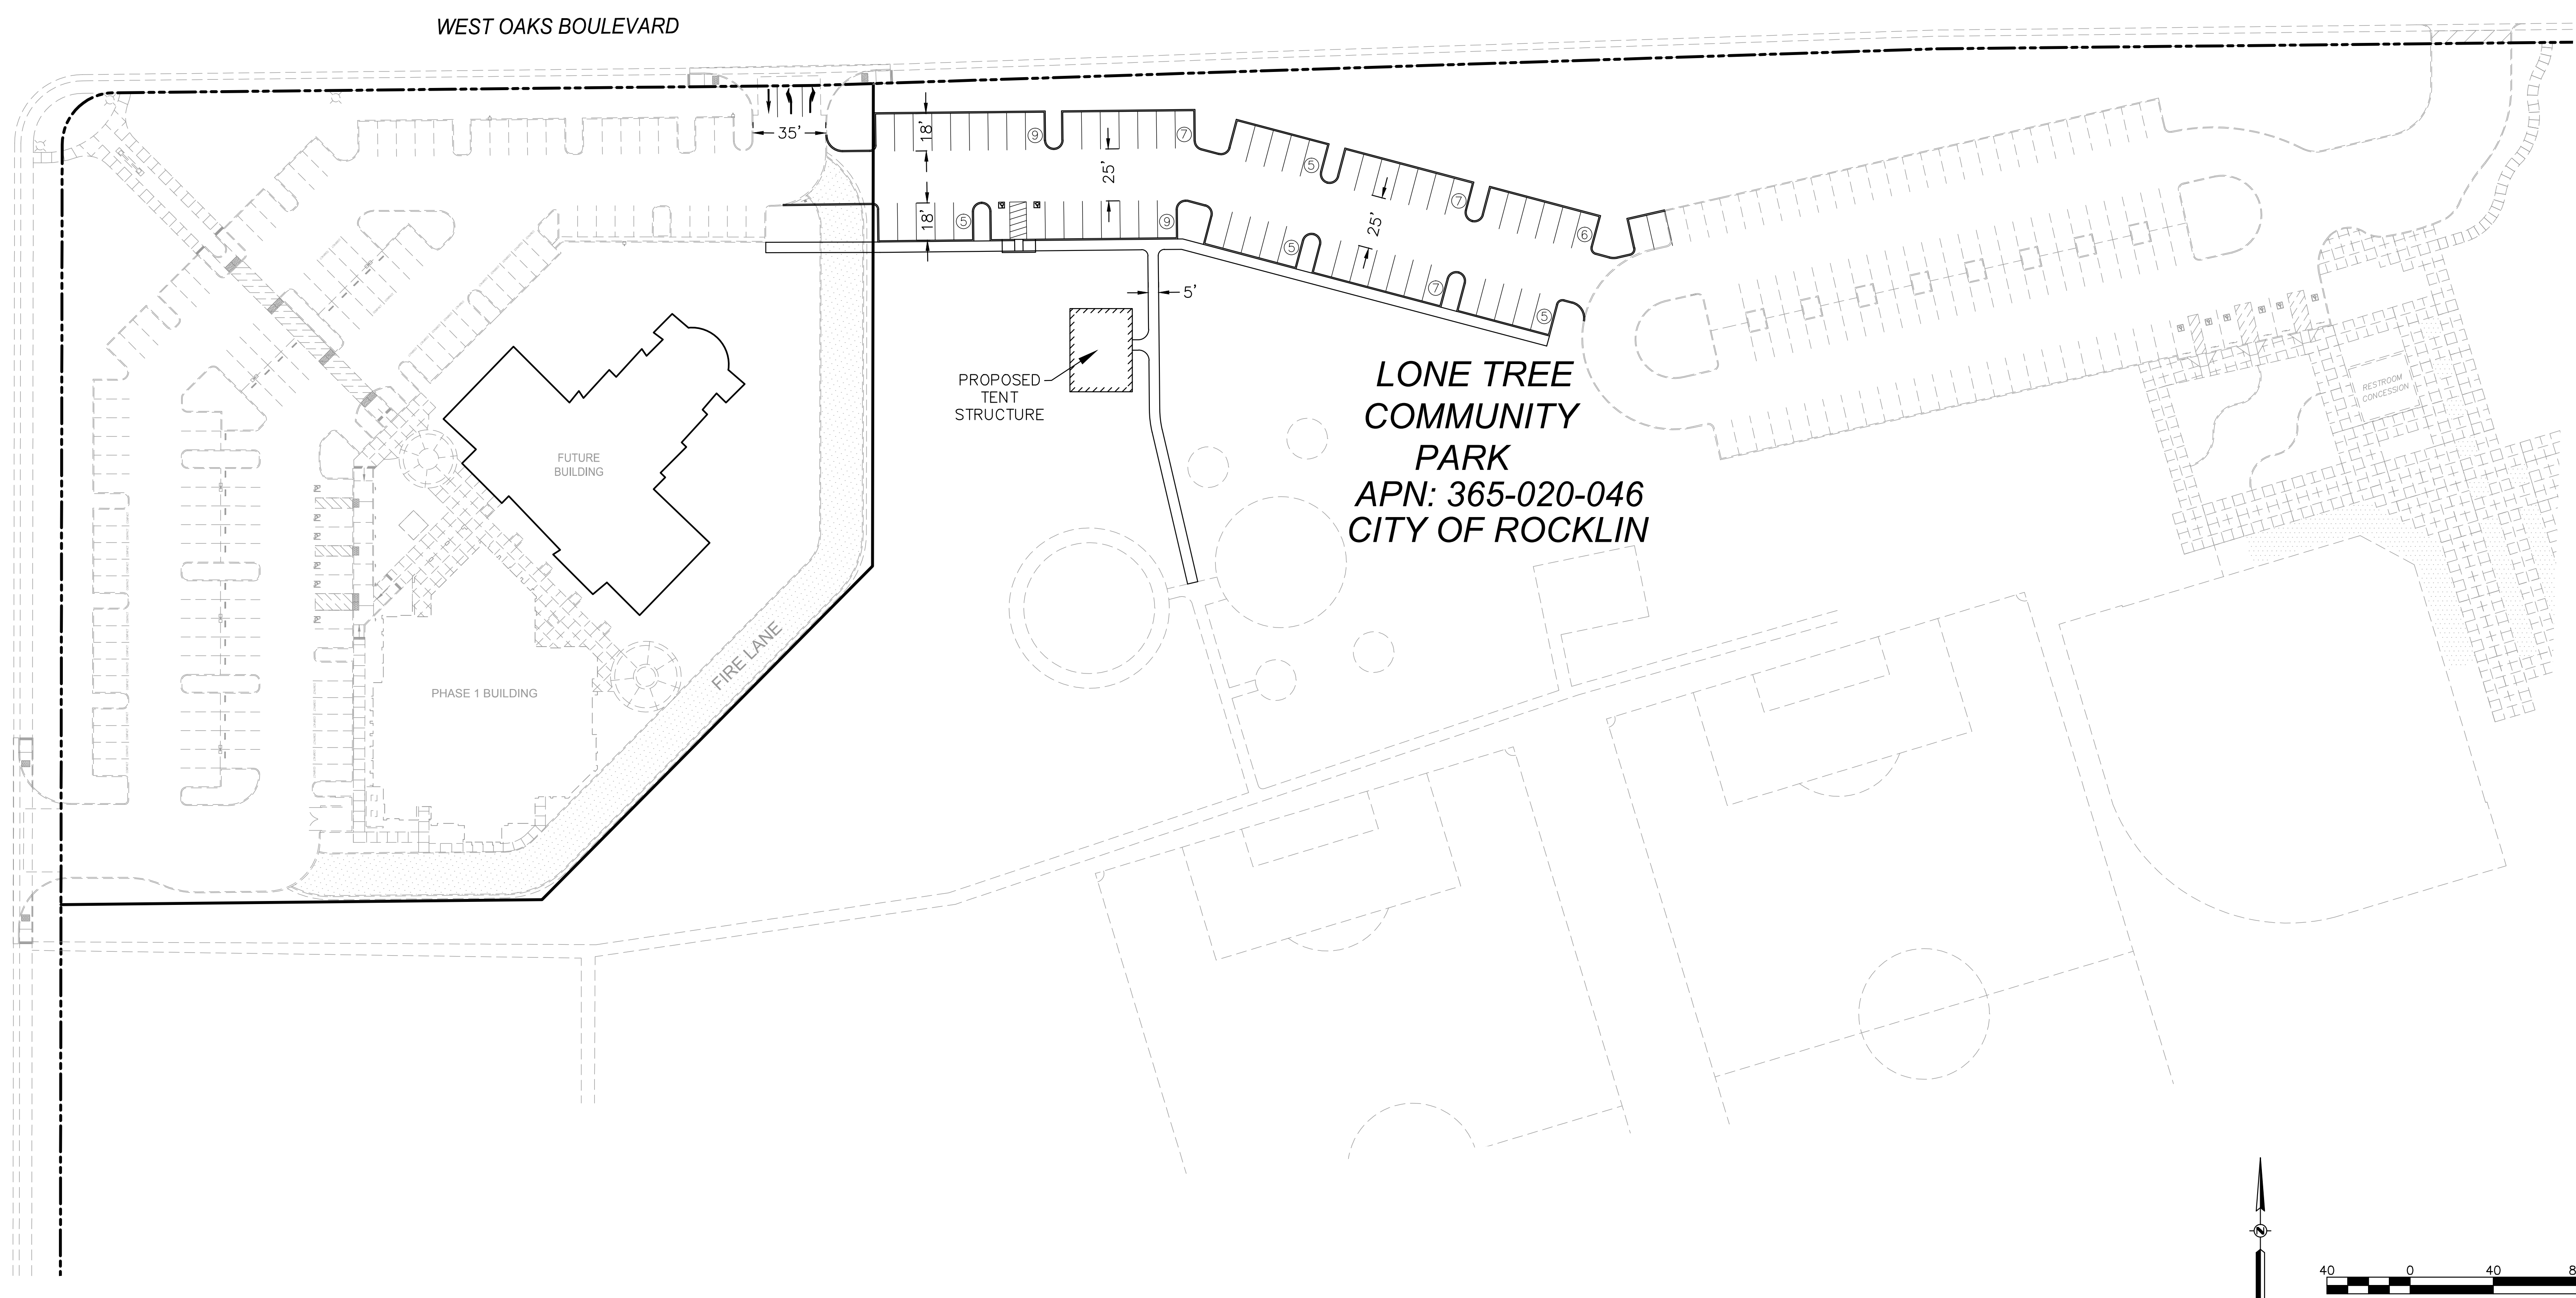 WEST OAKS BOULEVARD
35'
18'
9
7
25'
5
7
6
25'
18'
5
9
5
7
5
5'
PROPOSED
TENT
STRUCTURE
LONE TREE
COMMUNITY
PARK
APN: 365-020-046
CITY OF ROCKLIN
RESTROOM
CONCESSION
FUTURE
BUILDING
FIRE LANE
PHASE 1 BUILDING
N
40 0 40